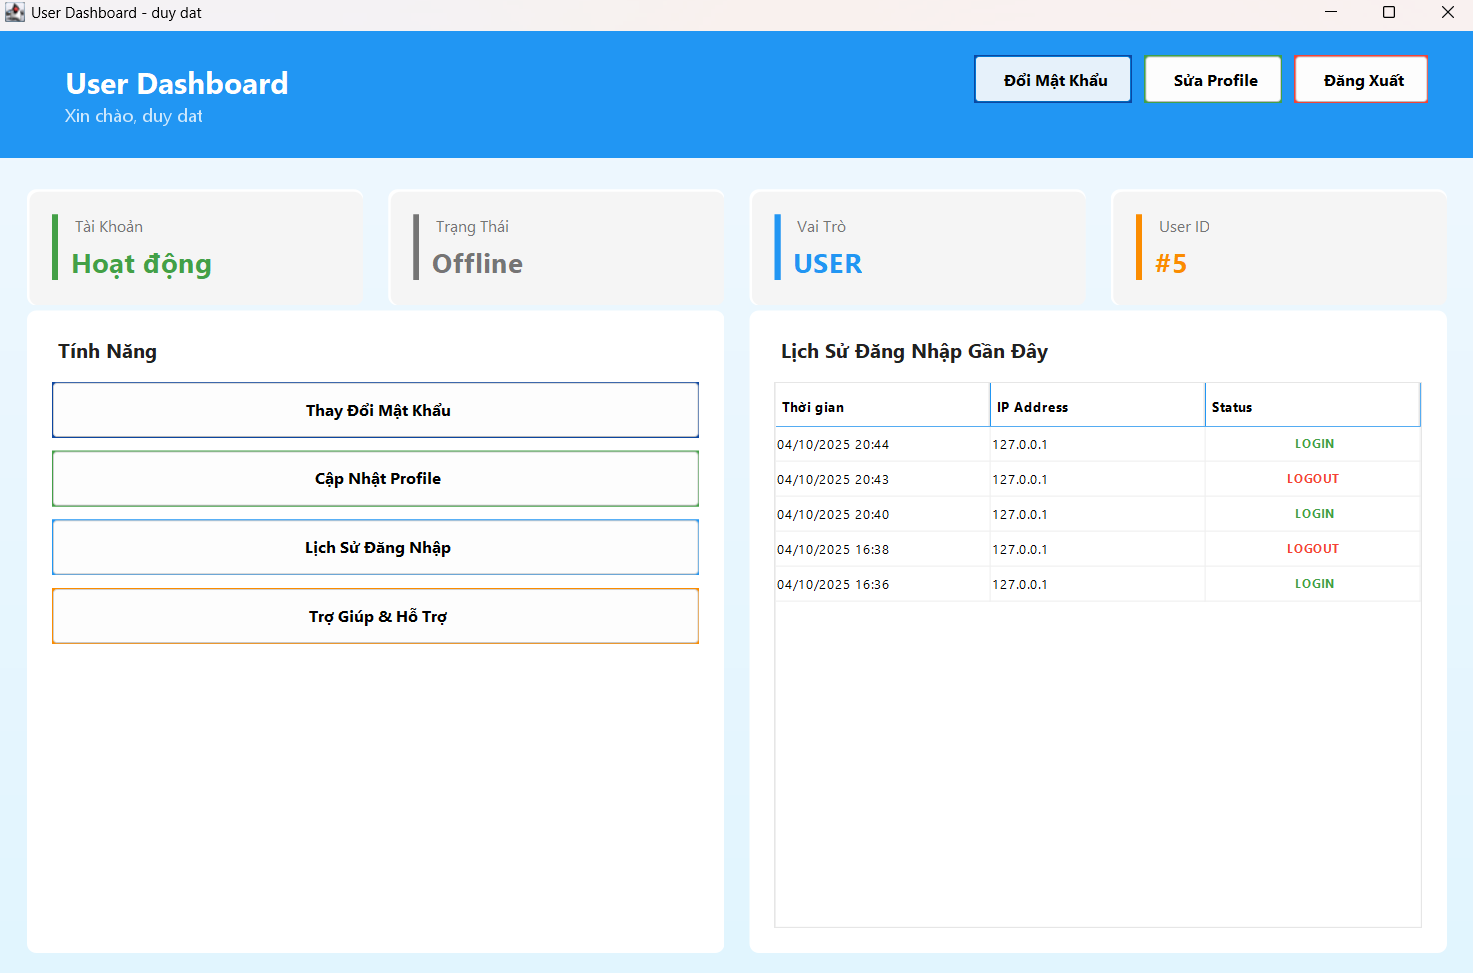 User Dashboard - duy dat
User Dashboard
Xin chào, duy dat
Đổi Mật Khẩu
Sửa Profile
Đăng Xuất
Tài Khoản
Hoạt động
Trạng Thái
Offline
Vai Trò
USER
User ID
#5
Tính Năng
Thay Đổi Mật Khẩu
Cập Nhật Profile
Lịch Sử Đăng Nhập
Trợ Giúp & Hỗ Trợ
Lịch Sử Đăng Nhập Gần Đây
Thời gian IP Address Status
04/10/2025 20:44 127.0.0.1 LOGIN
04/10/2025 20:43 127.0.0.1 LOGOUT
04/10/2025 20:40 127.0.0.1 LOGIN
04/10/2025 16:38 127.0.0.1 LOGOUT
04/10/2025 16:36 127.0.0.1 LOGIN